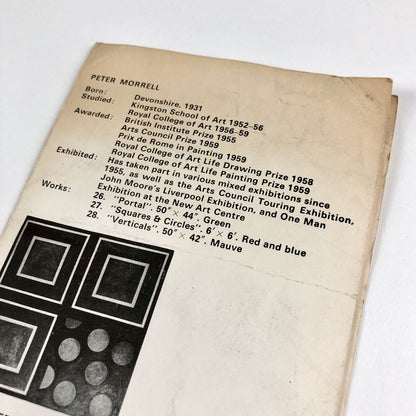 PETER MORRELL
Born: Devonshire, 1931
Studied: Kingston School of Art 1952-56
Royal College of Art 1956-59
Awarded: British Institute Prize 1955
Arts Council Prize 1959
Prix de Rome in Painting 1959
Royal College of Art Life Drawing Prize 1958
Royal College of Art Life Painting Prize 1959
Exhibited: Has taken part in various mixed exhibitions since
1955, as well as the Arts Council Touring Exhibition,
John Moore's Liverpool Exhibition, and One Man
Exhibition at the New Art Centre
Works: 26. "Portal". 50" × 44". Green
27. "Squares & Circles". 6' × 6'. Red and blue
28. "Verticals". 50" × 42". Mauve